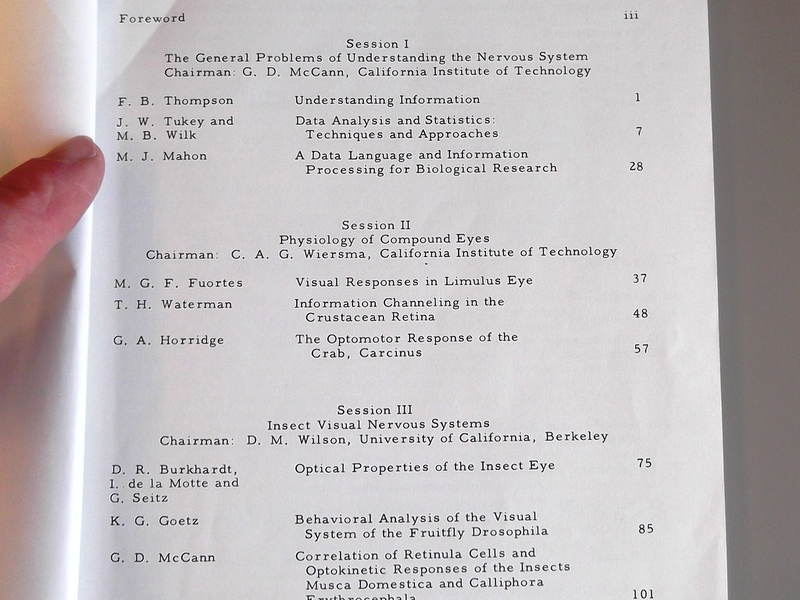 Foreword iii
Session I
The General Problems of Understanding the Nervous System
Chairman: G. D. McCann, California Institute of Technology
F. B. Thompson Understanding Information 1
J. W. Tukey and Data Analysis and Statistics:
M. B. Wilk Techniques and Approaches 7
M. J. Mahon A Data Language and Information
Processing for Biological Research 28
Session II
Physiology of Compound Eyes
Chairman: C. A. G. Wiersma, California Institute of Technology
M. G. F. Fuortes Visual Responses in Limulus Eye 37
T. H. Waterman Information Channeling in the
Crustacean Retina 48
G. A. Horridge The Optomotor Response of the
Crab, Carcinus 57
Session III
Insect Visual Nervous Systems
Chairman: D. M. Wilson, University of California, Berkeley
D. R. Burkhardt, Optical Properties of the Insect Eye 75
I. de la Motte and
G. Seitz
K. G. Goetz Behavioral Analysis of the Visual
System of the Fruitfly Drosophila 85
G. D. McCann Correlation of Retinula Cells and
Optokinetic Responses of the Insects
Musca Domestica and Calliphora
Erythrocephala 101